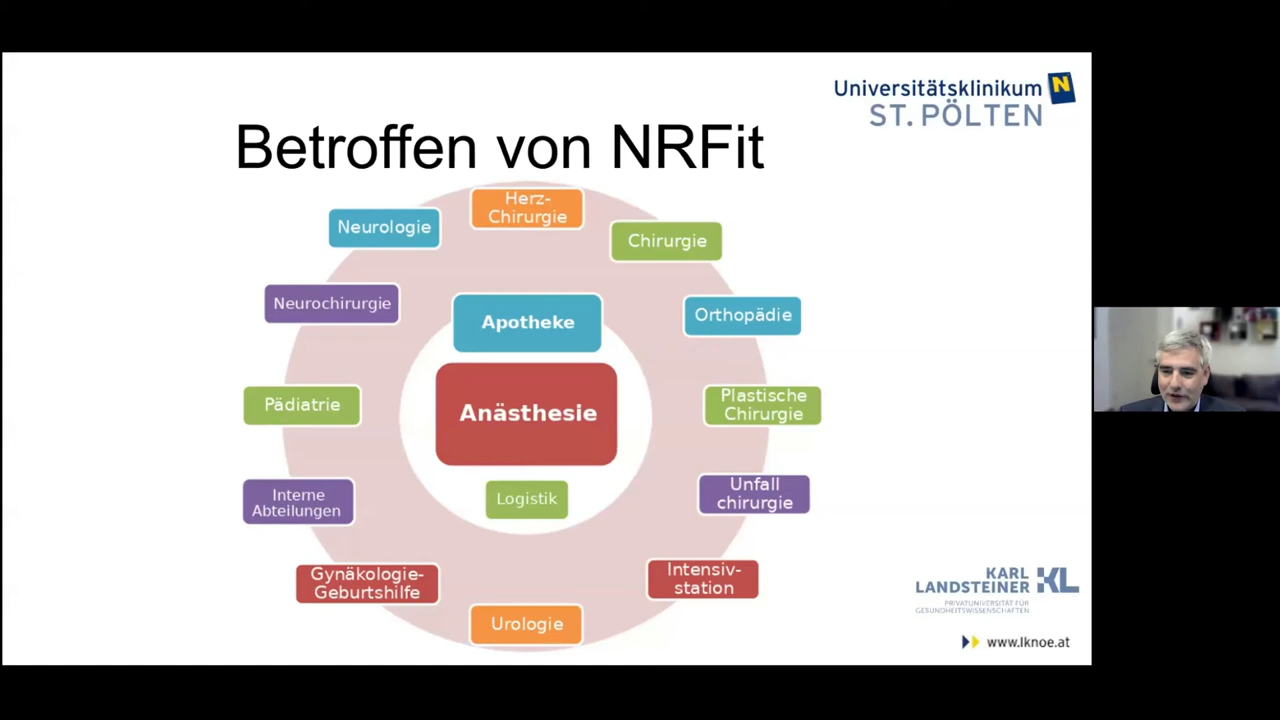 Universitätsklinikum
N
ST. PÖLTEN
Betroffen von NRFit
Herz-
Chirurgie
Neurologie
Chirurgie
Neurochirurgie
Apotheke
Orthopädie
Pädiatrie
Anästhesie
Plastische
Chirurgie
Interne
Abteilungen
Logistik
Unfall
chirurgie
Gynäkologie-
Geburtshilfe
Intensiv-
station
Urologie
KARL
LANDSTEINER
KL
PRIVATUNIVERSITÄT FÜR
GESUNDHEITSWISSENSCHAFTEN
www.lknoe.at